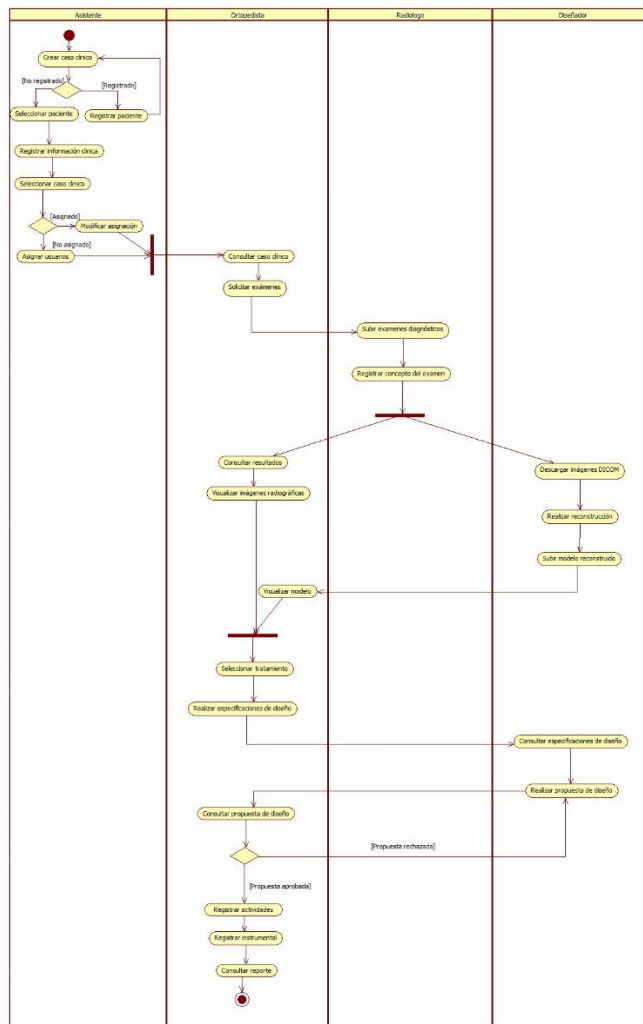 Asistente
Ortopedista
Radiologo
Diseñador
Crear caso clinico
[No registrado]
[Registrado]
Seleccionar paciente
Registrar paciente
Registrar información clinica
Seleccionar caso clinico
[Asignado]
Modificar asignación
[No asignado]
Asignar usuarios
Consultar caso clinico
Solicitar exámenes
Subir examenes diagnósticos
Registrar concepto del examen
Consultar resultados
Descargar imágenes DICOM
Visualizar imágenes radiográficas
Realizar reconstrucción
Subir modelo reconstruido
Visualizar modelo
Seleccionar tratamiento
Realizar especificaciones de diseño
Consultar especificaciones de diseño
Realizar propuesta de diseño
Consultar propuesta de diseño
[Propuesta rechazada]
[Propuesta aprobada]
Registrar actividades
Registrar instrumental
Consultar reporte